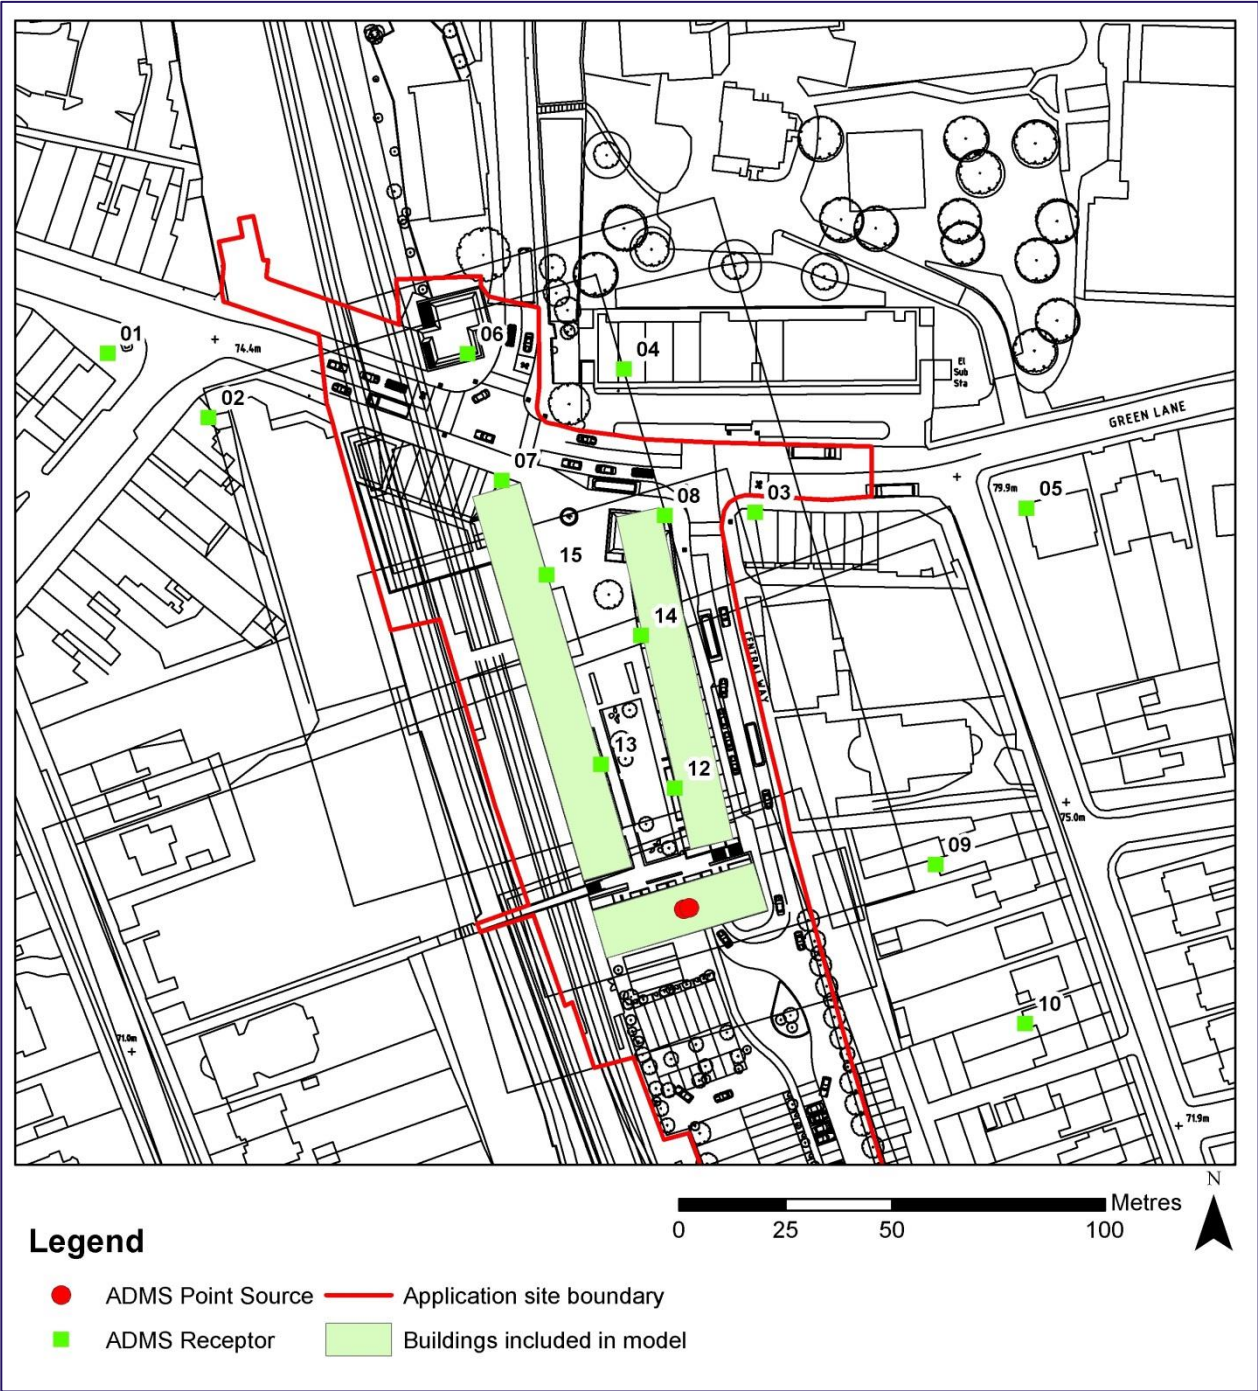 01
74.4m
06
04
El
Sub
Sta
02
GREEN LANE
07
08
03
79.9m
05
15
14
CENTRAL WAY
13
12
75.0m
09
10
71.0m
71.9m
N
Metres
0 25 50 100
Legend
ADMS Point Source
Application site boundary
ADMS Receptor
Buildings included in model